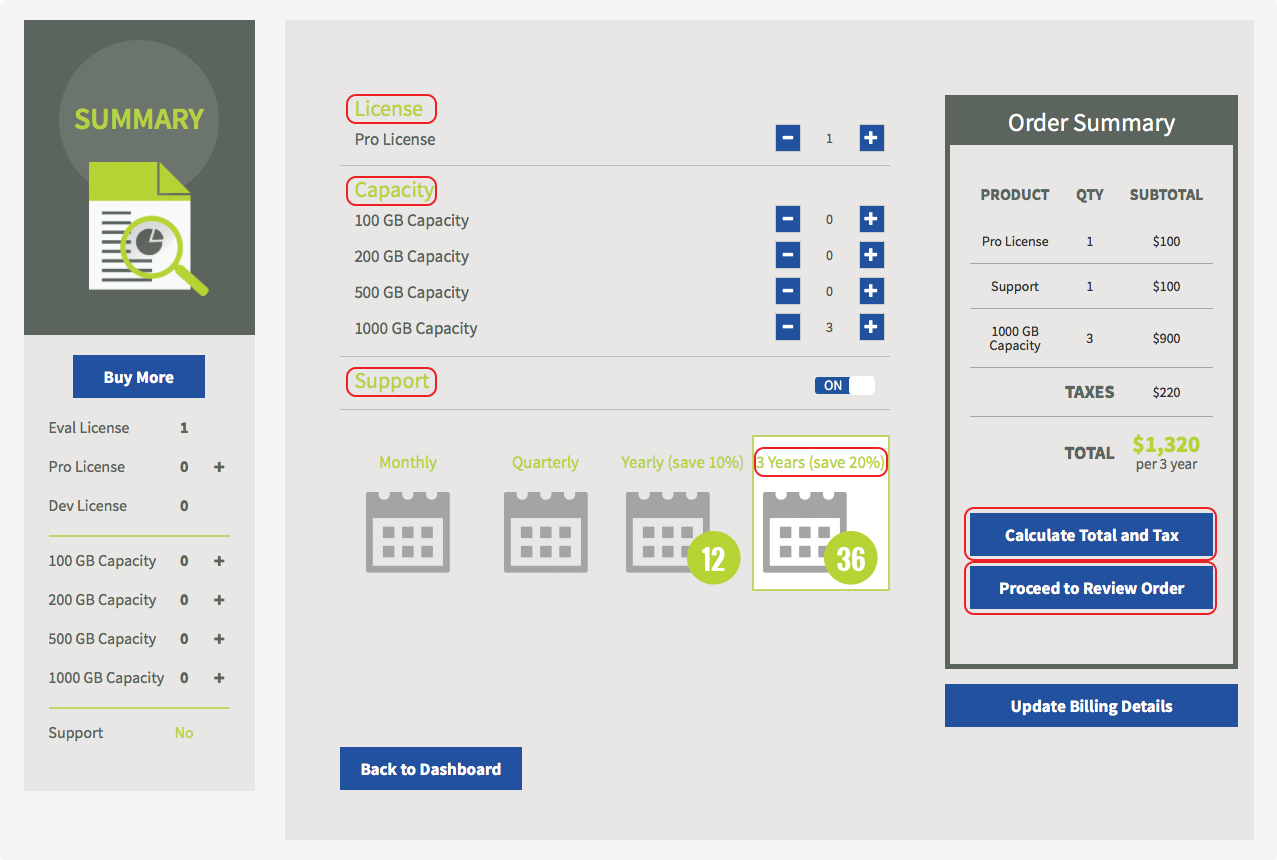 SUMMARY
Buy More
Eval License 1
Pro License 0 +
Dev License 0
100 GB Capacity 0 +
200 GB Capacity 0 +
500 GB Capacity 0 +
1000 GB Capacity 0 +
Support No
License
Pro License - 1 +
Capacity
100 GB Capacity - 0 +
200 GB Capacity - 0 +
500 GB Capacity - 0 +
1000 GB Capacity - 3 +
Support ON
Monthly Quarterly Yearly (save 10%) 3 Years (save 20%)
12 36
Back to Dashboard
Order Summary
PRODUCT QTY SUBTOTAL
Pro License 1 $100
Support 1 $100
1000 GB
Capacity 3 $900
TAXES $220
TOTAL $1,320
per 3 year
Calculate Total and Tax
Proceed to Review Order
Update Billing Details